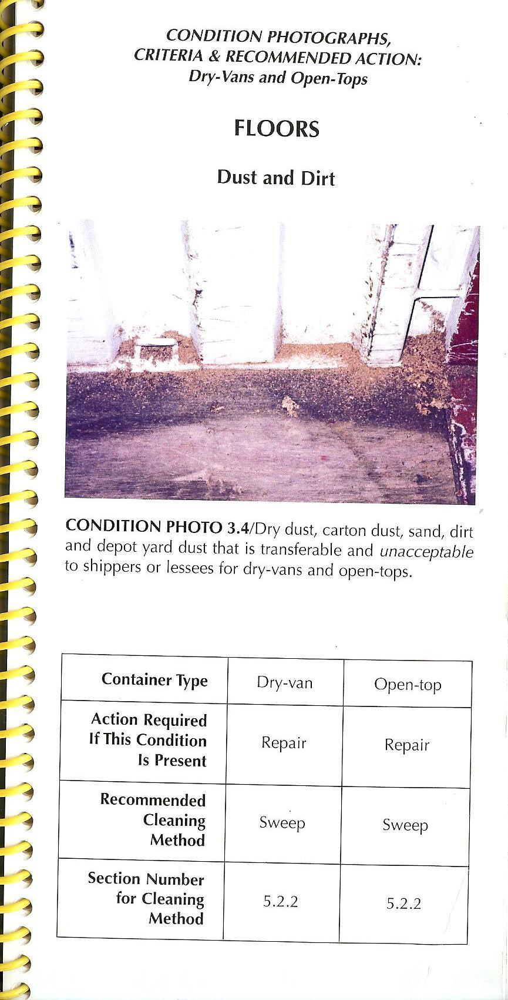 CONDITION PHOTOGRAPHS,
CRITERIA & RECOMMENDED ACTION:
Dry-Vans and Open-Tops
FLOORS
Dust and Dirt
CONDITION PHOTO 3.4/Dry dust, carton dust, sand, dirt
and depot yard dust that is transferable and unacceptable
to shippers or lessees for dry-vans and open-tops.
Container Type Dry-van Open-top
Action Required
If This Condition Repair Repair
Is Present
Recommended
Cleaning Sweep Sweep
Method
Section Number
for Cleaning 5.2.2 5.2.2
Method